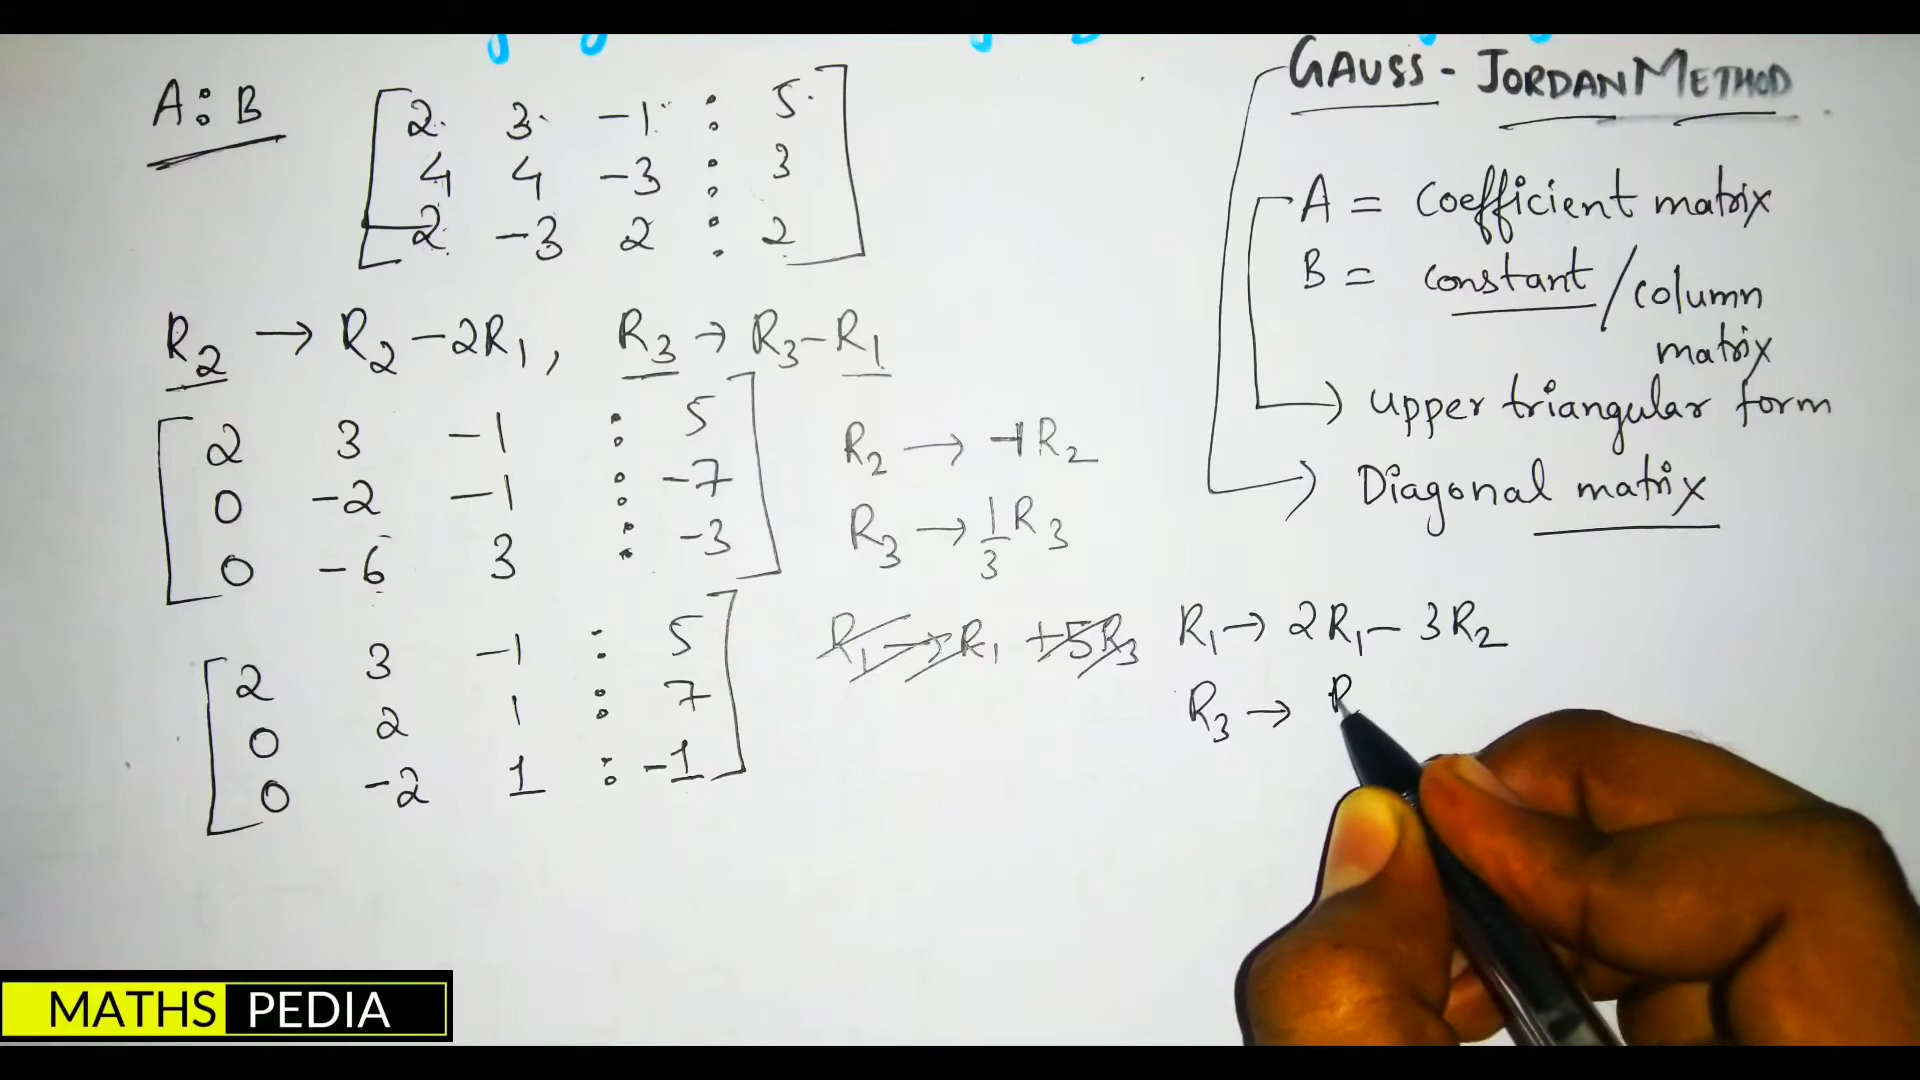 GAUSS - JORDAN METHOD
A : B
2 3 -1 : 5
4 4 -3 : 3
2 -3 2 : 2
A = Coefficient matrix
B = constant / column
matrix
upper triangular form
Diagonal matrix
R2 → R2 - 2R1 , R3 → R3 - R1
2 3 -1 : 5
0 -2 -1 : -7
0 -6 3 : -3
R2 → -1R2
R3 → 1/3 R3
2 3 -1 : 5
0 2 1 : 7
0 -2 1 : -1
R1 → R1 + 5R3
R1 → 2R1 - 3R2
R3 → R
MATHS PEDIA